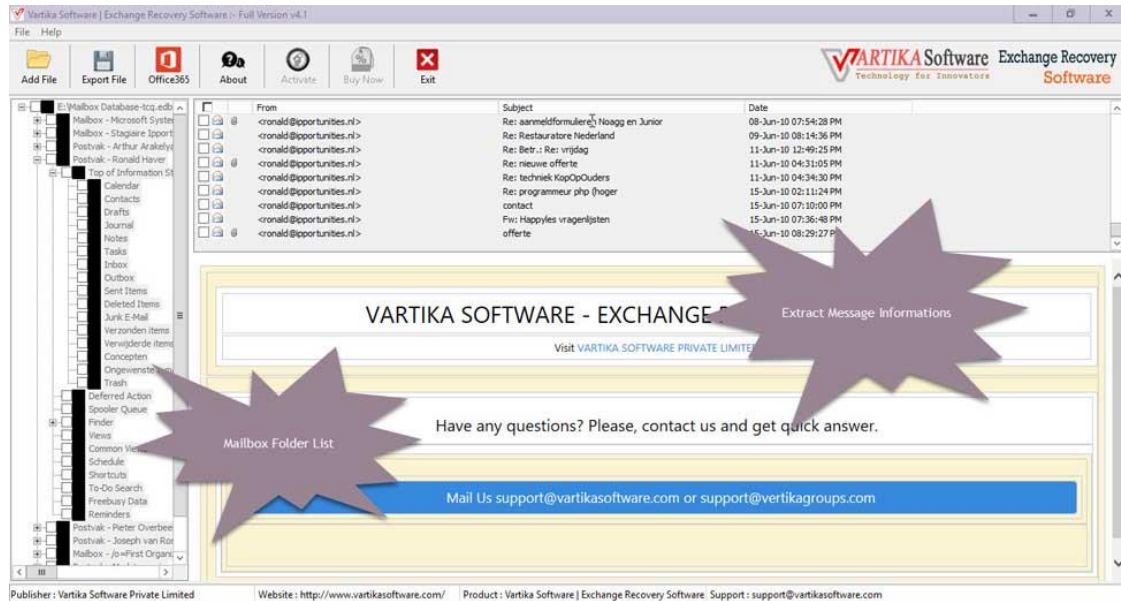 Vartika Software | Exchange Recovery Software :- Full Version v4.1
File Help
Add File Export File Office365 About Activate Buy Now Exit
VARTIKA Software
Technology for Innovators
Exchange Recovery
Software
E:\Mailbox Database-tcq.edb
Mailbox - Microsoft System
Mailbox - Stagiaire Ipport
Postvak - Arthur Arakelya
Postvak - Ronald Haver
Top of Information St
Calendar
Contacts
Drafts
Journal
Notes
Tasks
Inbox
Outbox
Sent Items
Deleted Items
Junk E-Mail
Verzonden items
Verwijderde items
Concepten
Ongewenste
Trash
Deferred Action
Spooler Queue
Finder
Views
Common Views
Schedule
Shortcuts
To-Do Search
Freebusy Data
Reminders
Postvak - Pieter Overbee
Postvak - Joseph van Ros
Mailbox - /o=First Organi
From Subject Date
<ronald@ipportunities.nl> Re: aanmeldformulieren Noagg en Junior 08-Jun-10 07:54:28 PM
<ronald@ipportunities.nl> Re: Restauratore Nederland 09-Jun-10 08:14:36 PM
<ronald@ipportunities.nl> Re: Betr.: Re: vrijdag 11-Jun-10 12:49:25 PM
<ronald@ipportunities.nl> Re: nieuwe offerte 11-Jun-10 04:31:05 PM
<ronald@ipportunities.nl> Re: techniek KopOpOuders 11-Jun-10 04:34:30 PM
<ronald@ipportunities.nl> Re: programmeur php (hoger 15-Jun-10 02:11:24 PM
<ronald@ipportunities.nl> contact 15-Jun-10 07:10:00 PM
<ronald@ipportunities.nl> Fw: Happyles vragenlijsten 15-Jun-10 07:36:48 PM
<ronald@ipportunities.nl> offerte 15-Jun-10 08:29:27 PM
VARTIKA SOFTWARE - EXCHANGE
Visit VARTIKA SOFTWARE PRIVATE LIMITED
Extract Message Informations
Have any questions? Please, contact us and get quick answer.
Mailbox Folder List
Mail Us support@vartikasoftware.com or support@vertikagroups.com
Publisher : Vartika Software Private Limited Website : http://www.vartikasoftware.com/ Product : Vartika Software | Exchange Recovery Software Support : support@vartikasoftware.com